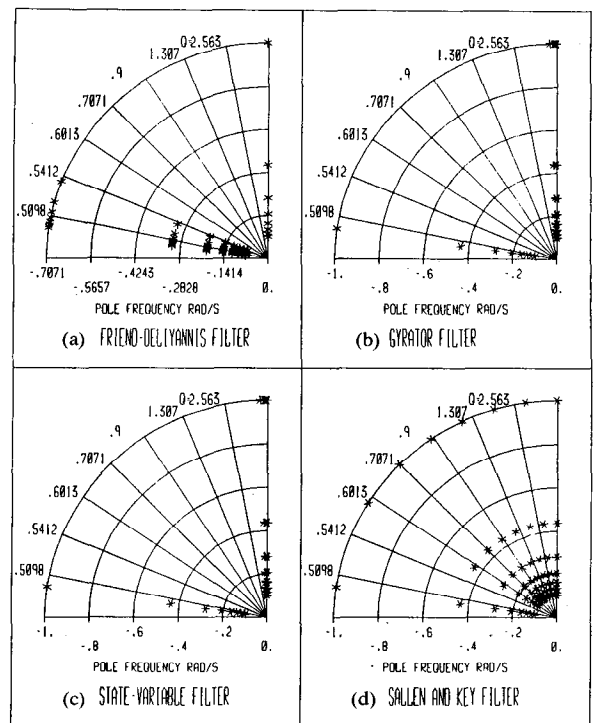 Q=2.563
1.307
.9
.7071
.6013
.5412
.5098
-.7071 -.4243 -.1414
-.5657 -.2828 0.
POLE FREQUENCY RAD/S
(a) FRIEND-DELIYANNIS FILTER
Q=2.563
1.307
.9
.7071
.6013
.5412
.5098
-1. -.8 -.6 -.4 -.2 0.
POLE FREQUENCY RAD/S
(b) GYRATOR FILTER
Q=2.563
1.307
.9
.7071
.6013
.5412
.5098
-1. -.8 -.6 -.4 -.2 0.
POLE FREQUENCY RAD/S
(c) STATE-VARIABLE FILTER
Q=2.563
1.307
.9
.7071
.6013
.5412
.5098
-1. -.8 -.6 -.4 -.2 0.
POLE FREQUENCY RAD/S
(d) SALLEN AND KEY FILTER